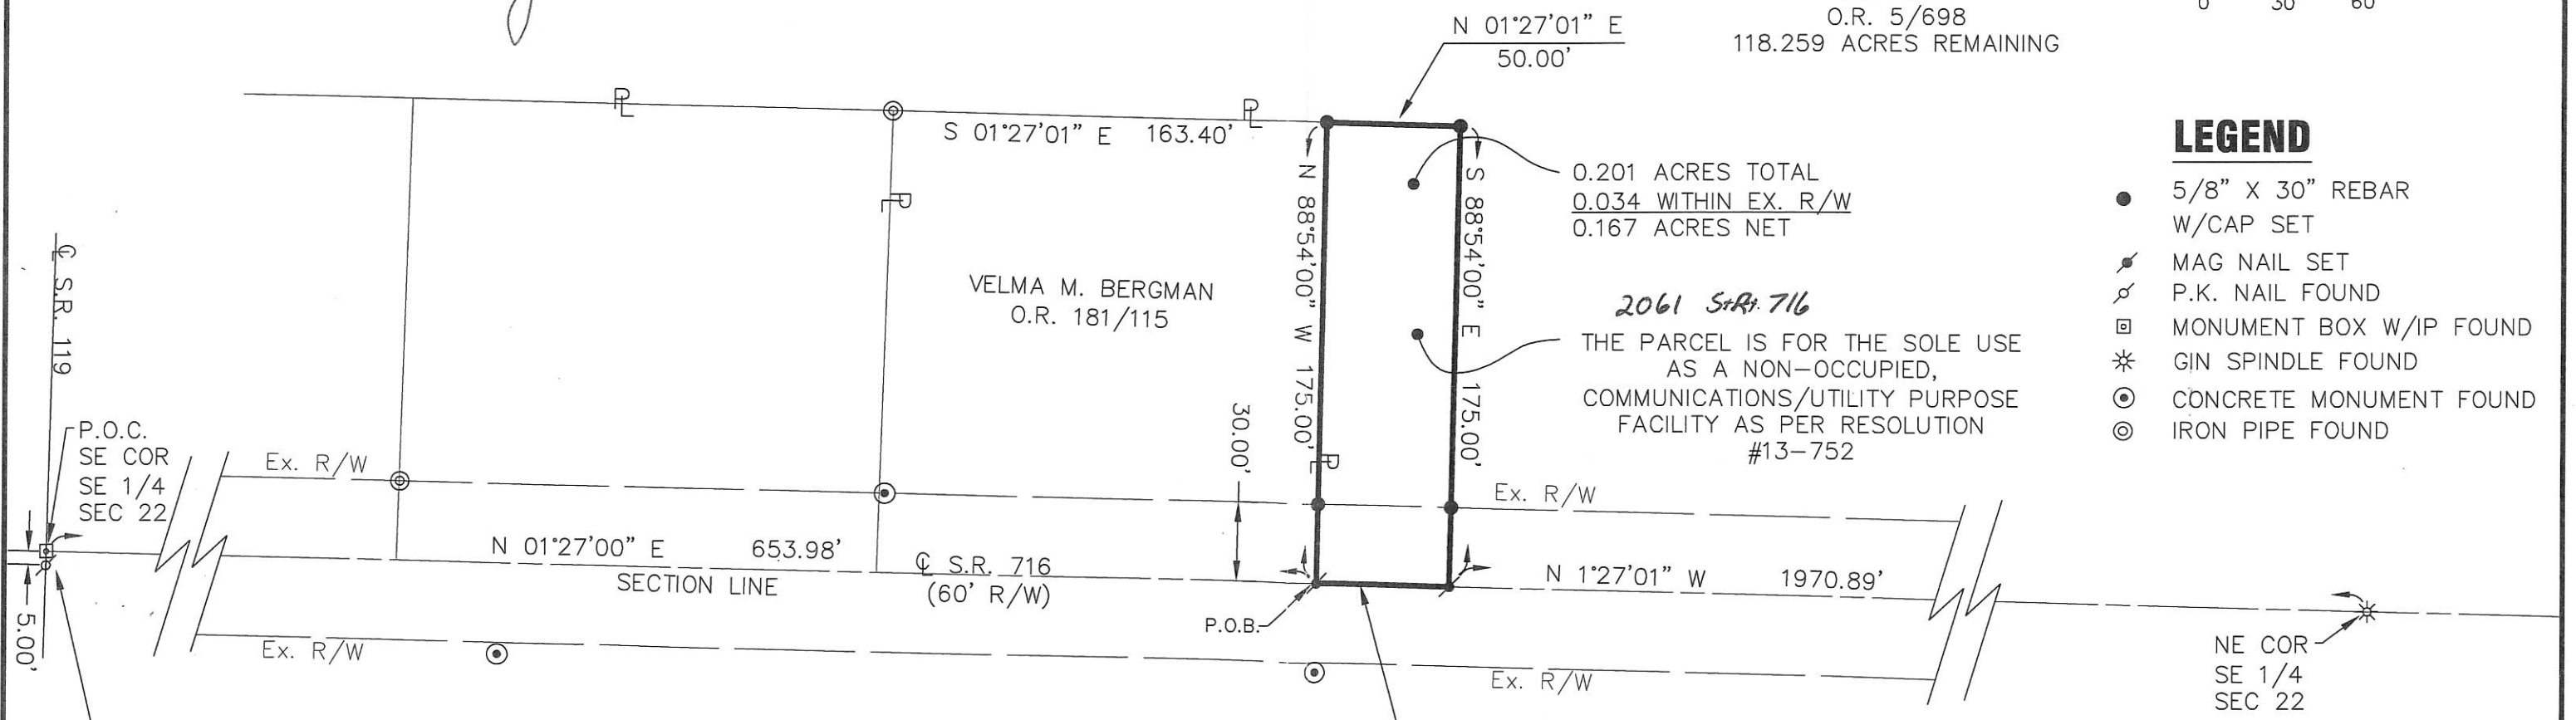 N 01°27'01" E
50.00'
O.R. 5/698
118.259 ACRES REMAINING
0 30 60
PL
PL
S 01°27'01" E 163.40'
PL
N 88°54'00" W 175.00'
S 88°54'00" E 175.00'
0.201 ACRES TOTAL
0.034 WITHIN EX. R/W
0.167 ACRES NET
VELMA M. BERGMAN
O.R. 181/115
2061 St.Rt. 716
THE PARCEL IS FOR THE SOLE USE
AS A NON-OCCUPIED,
COMMUNICATIONS/UTILITY PURPOSE
FACILITY AS PER RESOLUTION
#13-752
LEGEND
5/8" X 30" REBAR
W/CAP SET
MAG NAIL SET
P.K. NAIL FOUND
MONUMENT BOX W/IP FOUND
GIN SPINDLE FOUND
CONCRETE MONUMENT FOUND
IRON PIPE FOUND
CL S.R. 119
P.O.C.
SE COR
SE 1/4
SEC 22
5.00'
Ex. R/W
30.00'
PL
Ex. R/W
N 01°27'00" E 653.98'
SECTION LINE
CL S.R. 716
(60' R/W)
N 1°27'01" W 1970.89'
P.O.B.
Ex. R/W
Ex. R/W
NE COR
SE 1/4
SEC 22